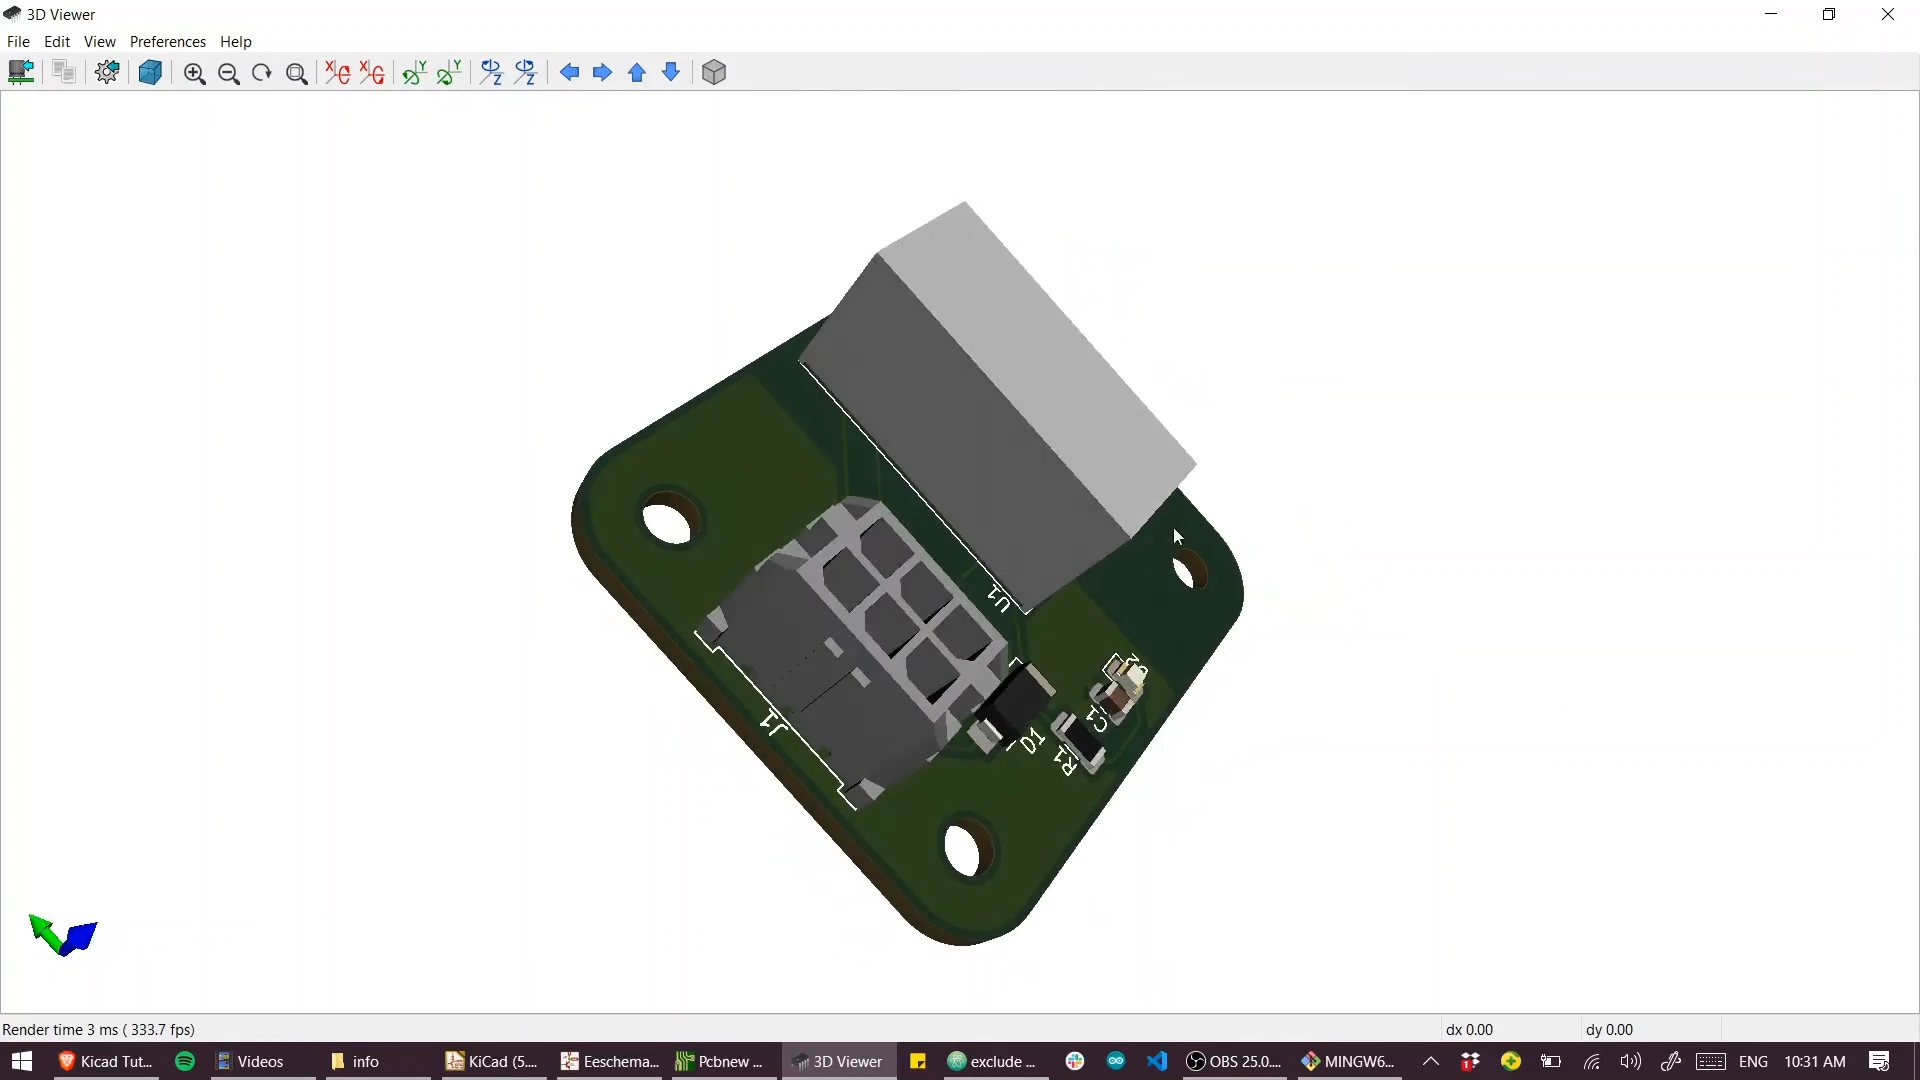 3D Viewer
File Edit View Preferences Help
U1
J1
D1
C1
R1
Render time 3 ms ( 333.7 fps)
dx 0.00
dy 0.00
Kicad Tut...
Videos
info
KiCad (5....
Eeschema...
Pcbnew ...
3D Viewer
exclude ...
OBS 25.0....
MINGW6...
ENG
10:31 AM